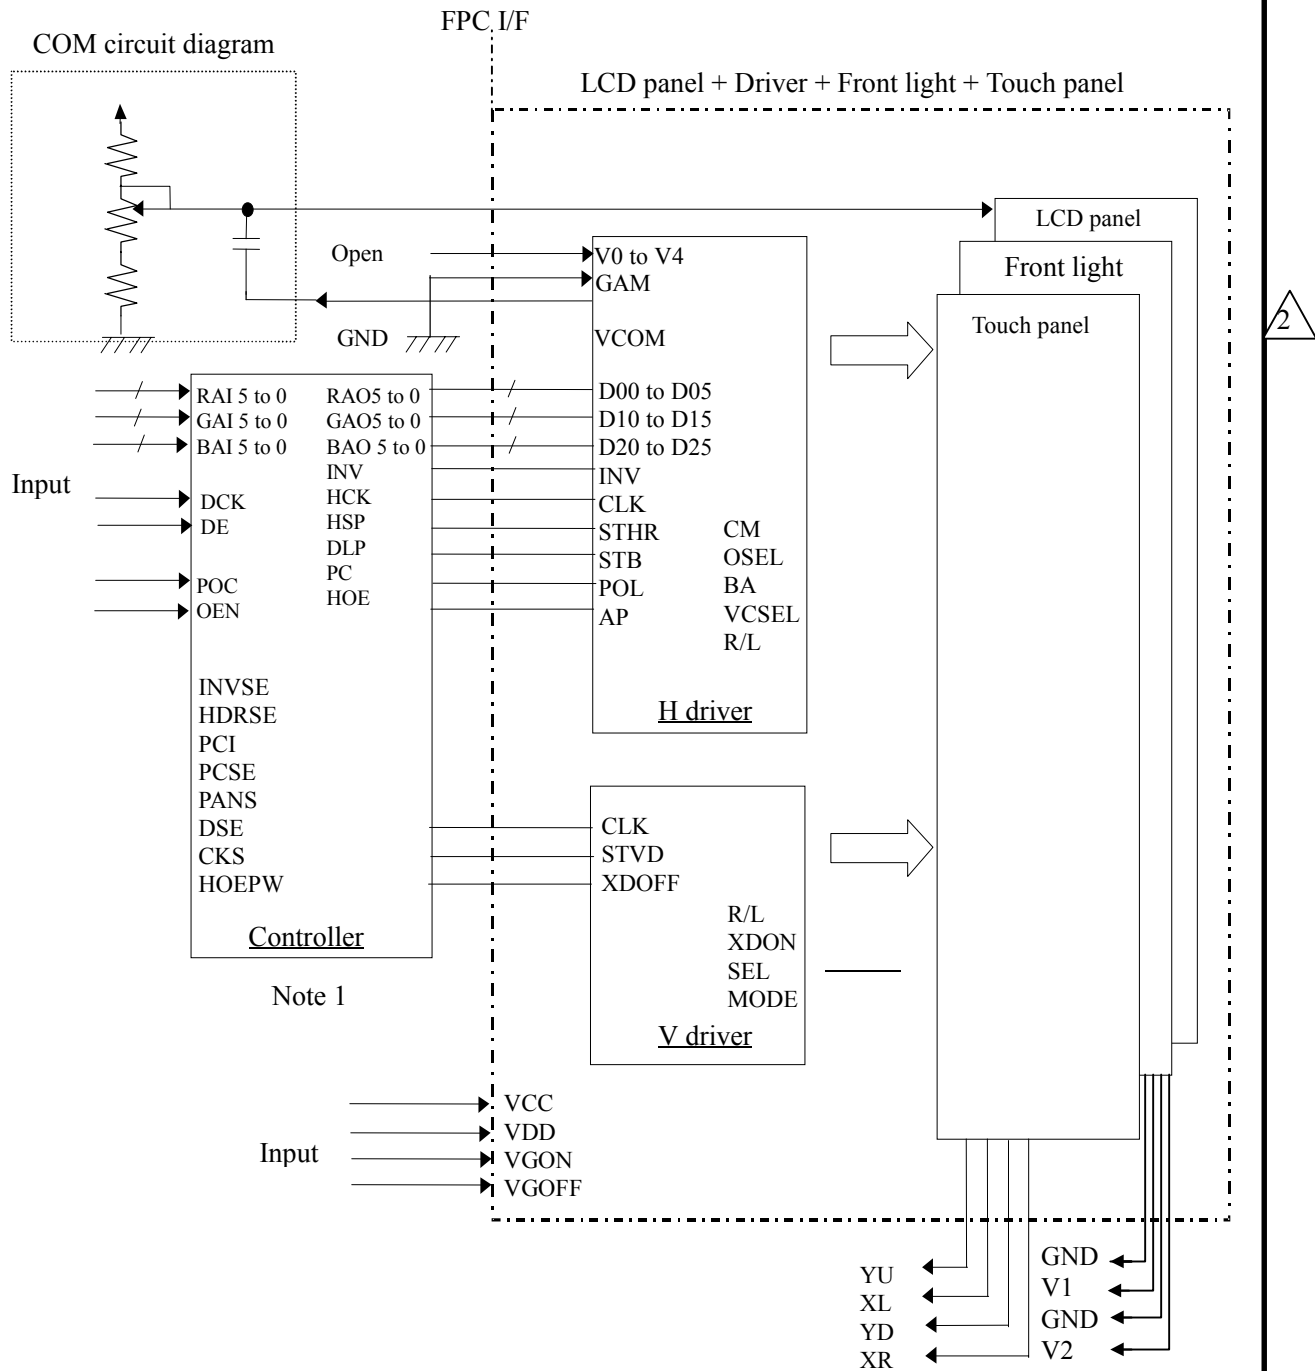 FPC I/F
COM circuit diagram
LCD panel + Driver + Front light + Touch panel
LCD panel
Open
V0 to V4
Front light
GAM
Touch panel
2
GND
VCOM
RAI 5 to 0
RAO5 to 0
D00 to D05
GAI 5 to 0
GAO5 to 0
D10 to D15
BAI 5 to 0
BAO 5 to 0
D20 to D25
Input
INV
INV
DCK
HCK
CLK
DE
HSP
STHR
CM
DLP
STB
OSEL
POC
PC
POL
BA
OEN
HOE
AP
VCSEL
R/L
INVSE
HDRSE
PCI
PCSE
PANS
DSE
CKS
HOEPW
H driver
CLK
STVD
XDOFF
R/L
XDON
SEL
MODE
Controller
V driver
Note 1
Input
VCC
VDD
VGON
VGOFF
YU
XL
YD
XR
GND
V1
GND
V2